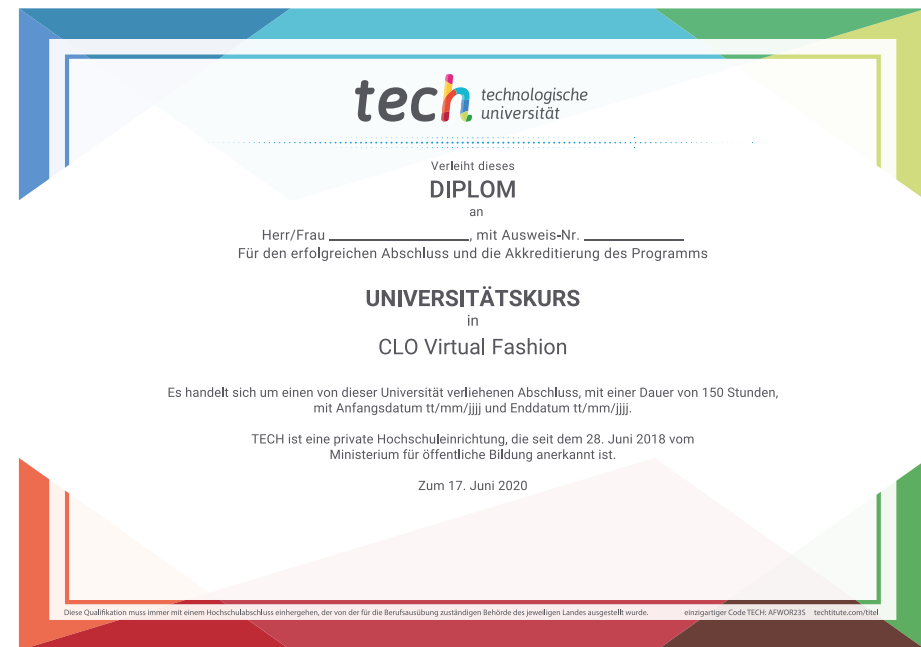 tech technologische
universität
Verleiht dieses
DIPLOM
an
Herr/Frau ____________________, mit Ausweis-Nr. ______________
Für den erfolgreichen Abschluss und die Akkreditierung des Programms
UNIVERSITÄTSKURS
in
CLO Virtual Fashion
Es handelt sich um einen von dieser Universität verliehenen Abschluss, mit einer Dauer von 150 Stunden,
mit Anfangsdatum tt/mm/jjjj und Enddatum tt/mm/jjjj.
TECH ist eine private Hochschuleinrichtung, die seit dem 28. Juni 2018 vom
Ministerium für öffentliche Bildung anerkannt ist.
Zum 17. Juni 2020
Diese Qualifikation muss immer mit einem Hochschulabschluss einhergehen, der von der für die Berufsausübung zuständigen Behörde des jeweiligen Landes ausgestellt wurde. einzigartiger Code TECH: AFWOR23S techtitute.com/titel